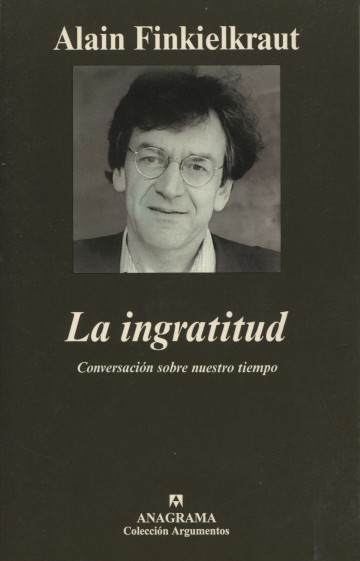 Alain Finkielkraut
La ingratitud
Conversación sobre nuestro tiempo
ANAGRAMA
Colección Argumentos